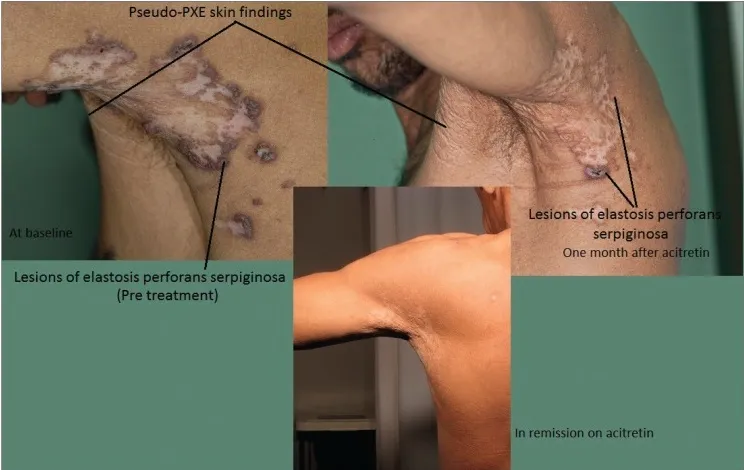 Pseudo-PXE skin findings
At baseline
Lesions of elastosis perforans serpiginosa
(Pre treatment)
Lesions of elastosis perforans
serpiginosa
One month after acitretin
In remission on acitretin